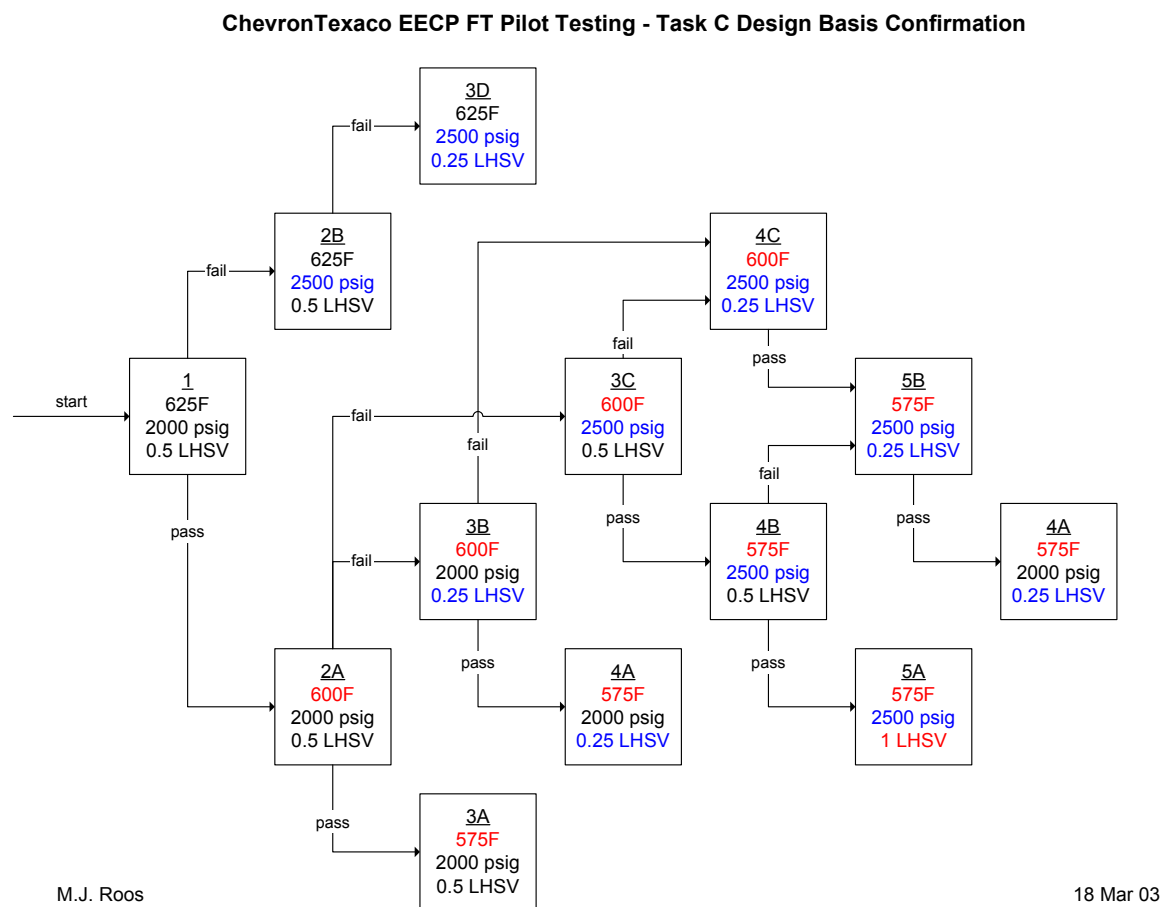 ChevronTexaco EECP FT Pilot Testing - Task C Design Basis Confirmation
3D
625F
2500 psig
0.25 LHSV
fail
2B
625F
2500 psig
0.5 LHSV
fail
4C
600F
2500 psig
0.25 LHSV
1
625F
2000 psig
0.5 LHSV
start
fail
pass
3C
600F
2500 psig
0.5 LHSV
fail
5B
575F
2500 psig
0.25 LHSV
fail
fail
pass
3B
600F
2000 psig
0.25 LHSV
fail
pass
4B
575F
2500 psig
0.5 LHSV
pass
4A
575F
2000 psig
0.25 LHSV
2A
600F
2000 psig
0.5 LHSV
pass
4A
575F
2000 psig
0.25 LHSV
pass
5A
575F
2500 psig
1 LHSV
pass
3A
575F
2000 psig
0.5 LHSV
M.J. Roos
18 Mar 03